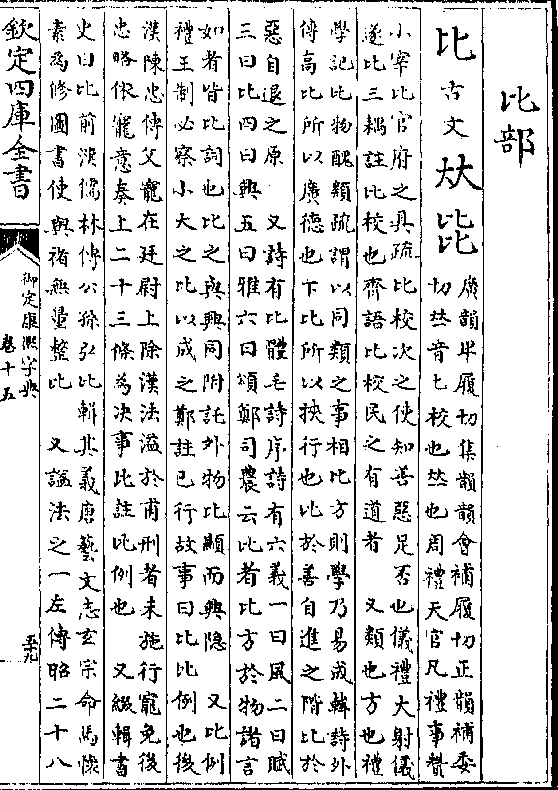 比部
比 古文 夶 𣬅
廣韻卑履切集韻韻會補履切正韻補委
切𠀤音匕校也𠀤也周禮天官凡禮事贊
小宰比官府之具疏比校次之使知善惡足否也儀禮大射儀
遂比三耦註比校也齊語比校民之有道者 又類也方也禮
學記比物醜類疏謂以同類之事相比方則學乃易成韓詩外
傳高比所以廣德也下比所以挾行也比於善自進之階比於
惡自退之原 又詩有比體毛詩序詩有六義一曰風二曰賦
三曰比四曰興五曰雅六曰頌鄭司農云比者比方於物諸言
如者皆比詞也比之與興同附託外物比顯而興隱 又比例
禮王制必察小大之比以成之鄭註已行故事曰比比例也後
漢陳忠傳父寵在廷尉上除漢法溢於甫刑者未施行寵免後
忠略依寵意奏上二十三條為决事比註比例也 又綴輯書
史曰比前漢儒林傳公孫弘比輯其義唐藝文志玄宗命馬懷
素為修圖書使與禇無量整比 又諡法之一左傳昭二十八
欽定四庫全書
御定康熙字典
卷十五
五十九